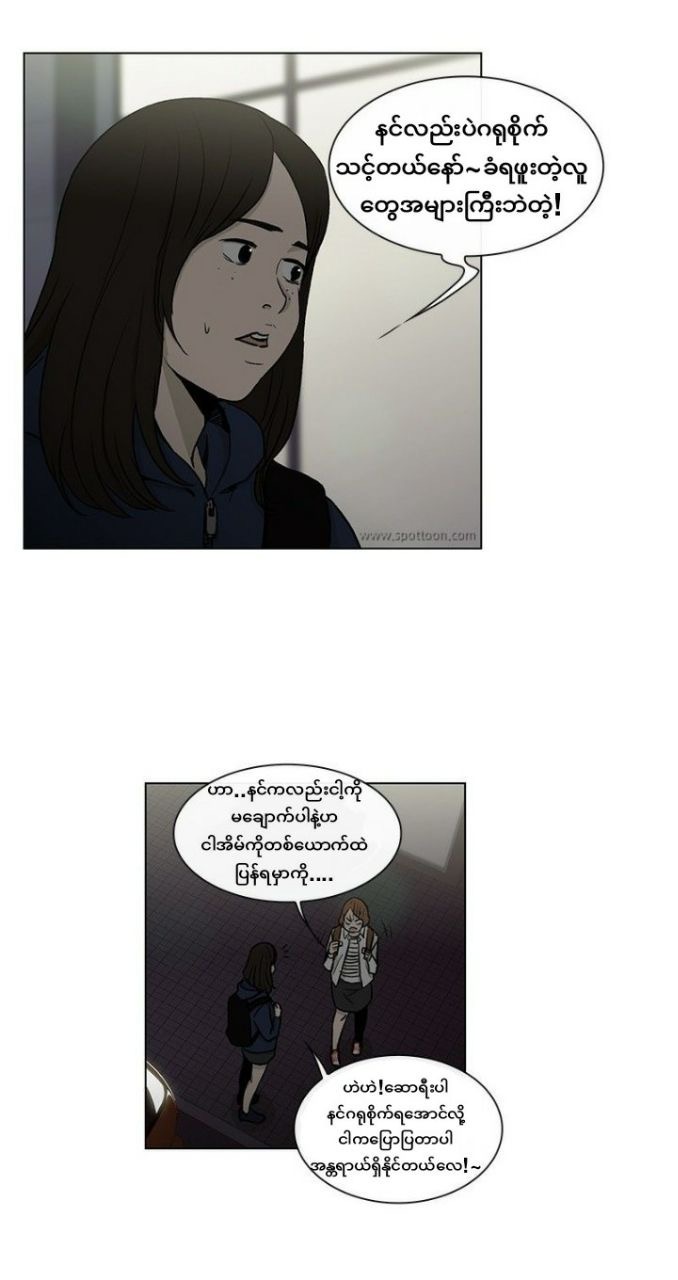 နင်လည်းပဲဂရုစိုက်
သင့်တယ်နော်~ခံရဖူးတဲ့လူ
တွေအများကြီးဘဲတဲ့!
www.spottoon.com
ဟာ..နင်ကလည်းငါ့ကို
မချောက်ပါနဲ့ဟ
ငါအိမ်ကိုတစ်ယောက်ထဲ
ပြန်ရမှာကို....
ဟဲဟဲ!ဆောရီးပါ
နင်ဂရုစိုက်ရအောင်လို့
ငါကပြောပြတာပါ
အန္တရာယ်ရှိနိုင်တယ်လေ!~